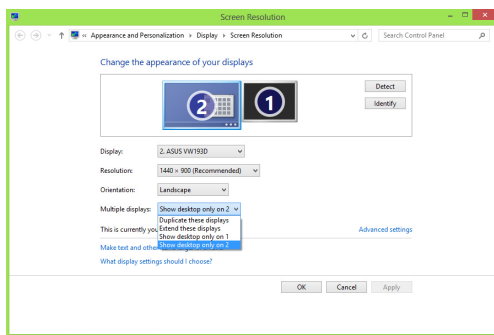 Screen Resolution
« Appearance and Personalization ▸ Display ▸ Screen Resolution
Search Control Panel
Change the appearance of your displays
2
1
Detect
Identify
Display: 2. ASUS VW193D
Resolution: 1440 × 900 (Recommended)
Orientation: Landscape
Multiple displays: Show desktop only on 2
Duplicate these displays
This is currently you
Extend these displays
Advanced settings
Show desktop only on 1
Make text and othe
Show desktop only on 2
What display settings should I choose?
OK Cancel Apply